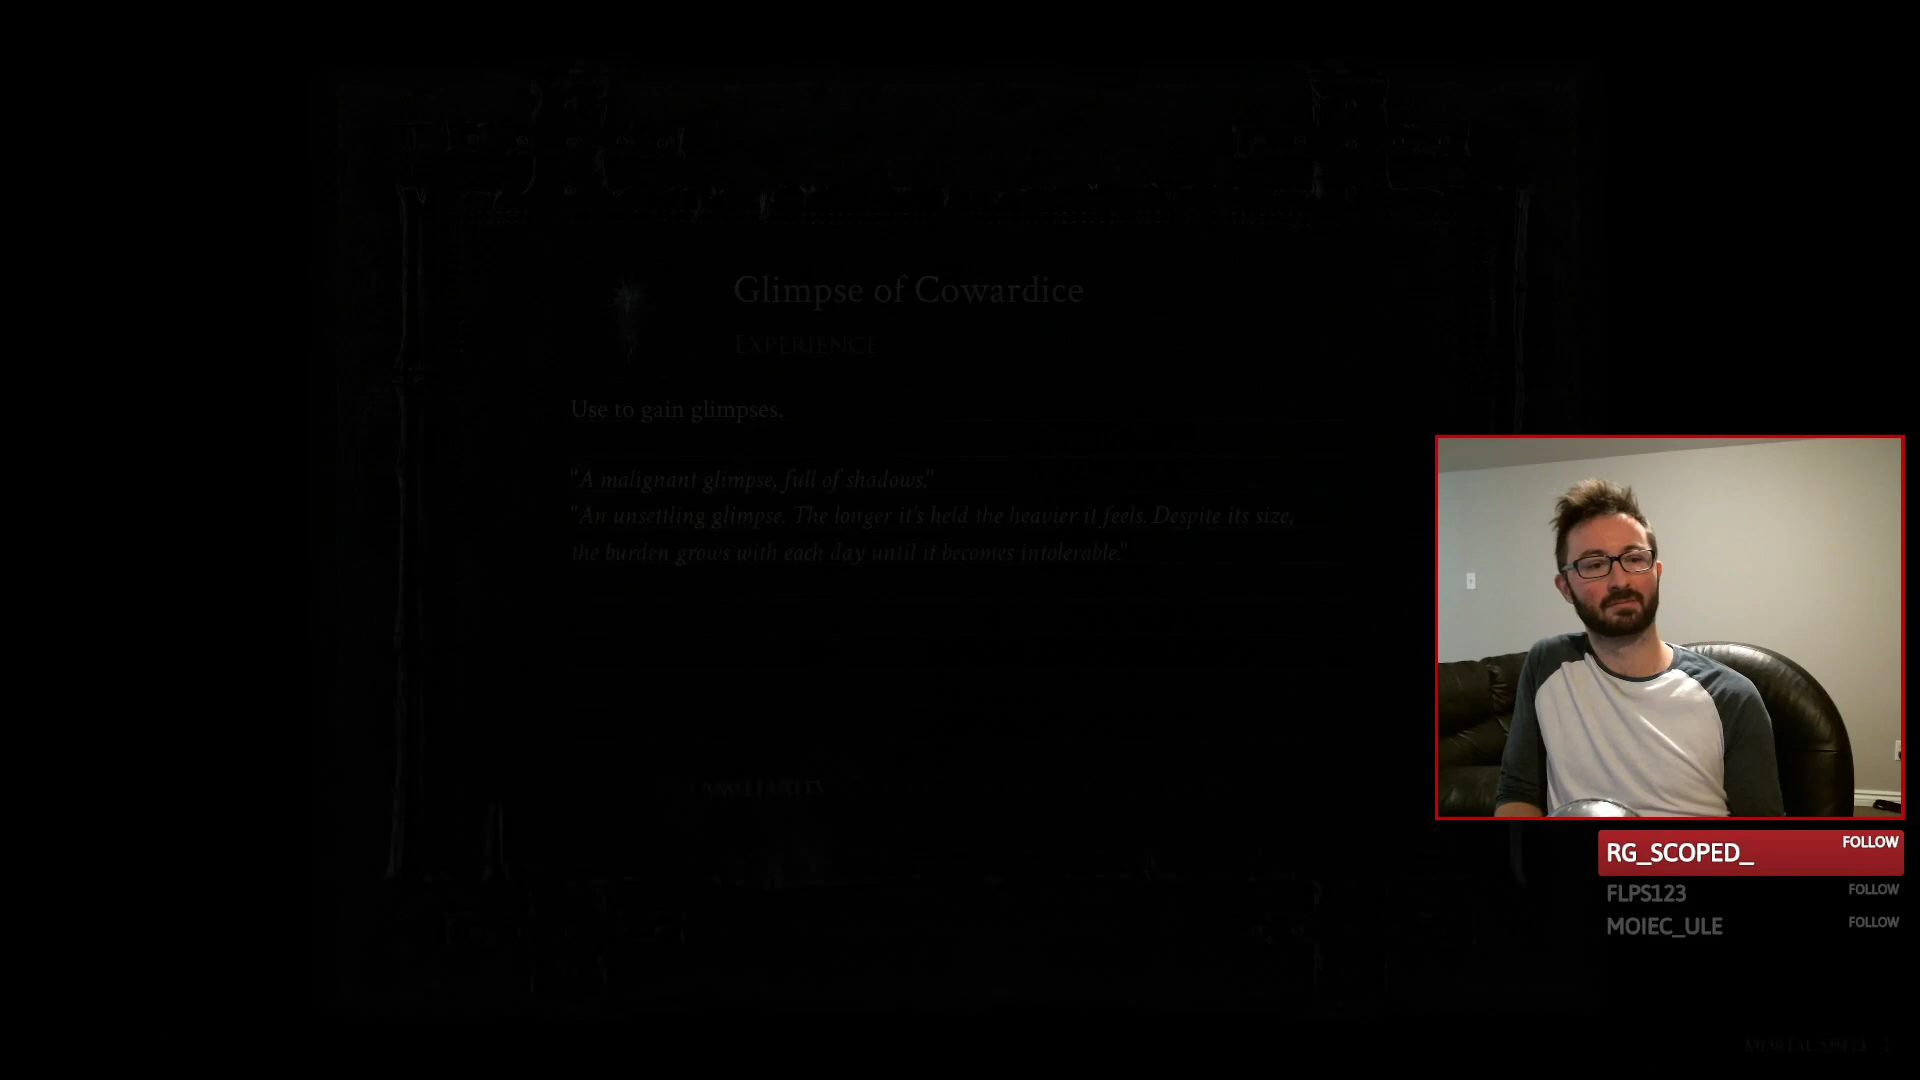 Glimpse of Cowardice
EXPERIENCE
Use to gain glimpses.
"A malignant glimpse, full of shadows."
"An unsettling glimpse. The longer it's held the heavier it feels. Despite its size,
the burden grows with each day until it becomes intolerable."
FAMILIARITY
RG_SCOPED_ FOLLOW
FLPS123 FOLLOW
MOIEC_ULE FOLLOW